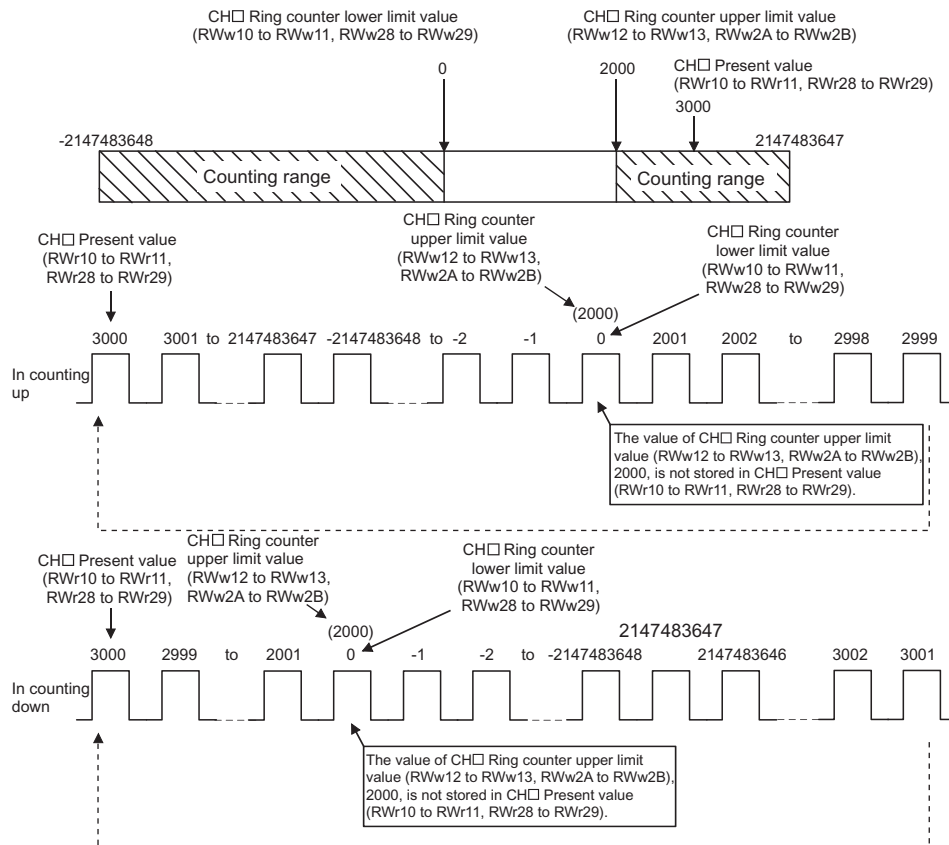 CH□ Ring counter lower limit value
(RWw10 to RWw11, RWw28 to RWw29)
CH□ Ring counter upper limit value
(RWw12 to RWw13, RWw2A to RWw2B)
0
2000
CH□ Present value
(RWr10 to RWr11, RWr28 to RWr29)
3000
-2147483648
2147483647
Counting range
Counting range
CH□ Present value
(RWr10 to RWr11,
RWr28 to RWr29)
CH□ Ring counter
upper limit value
(RWw12 to RWw13,
RWw2A to RWw2B)
CH□ Ring counter
lower limit value
(RWw10 to RWw11,
RWw28 to RWw29)
(2000)
3000 3001 to 2147483647 -2147483648 to -2 -1 0 2001 2002 to 2998 2999
In counting
up
The value of CH□ Ring counter upper limit
value (RWw12 to RWw13, RWw2A to RWw2B),
2000, is not stored in CH□ Present value
(RWr10 to RWr11, RWr28 to RWr29).
CH□ Present value
(RWr10 to RWr11,
RWr28 to RWr29)
CH□ Ring counter
upper limit value
(RWw12 to RWw13,
RWw2A to RWw2B)
CH□ Ring counter
lower limit value
(RWw10 to RWw11,
RWw28 to RWw29)
(2000)
2147483647
3000 2999 to 2001 0 -1 -2 to -2147483648 2147483646 3002 3001
In counting
down
The value of CH□ Ring counter upper limit
value (RWw12 to RWw13, RWw2A to RWw2B),
2000, is not stored in CH□ Present value
(RWr10 to RWr11, RWr28 to RWr29).